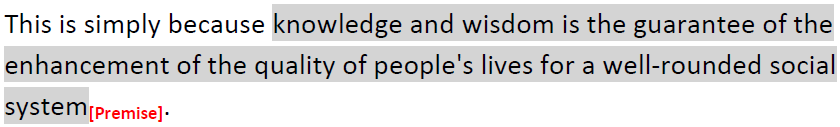 This is simply because knowledge and wisdom is the guarantee of the
enhancement of the quality of people's lives for a well-rounded social
system[Premise].